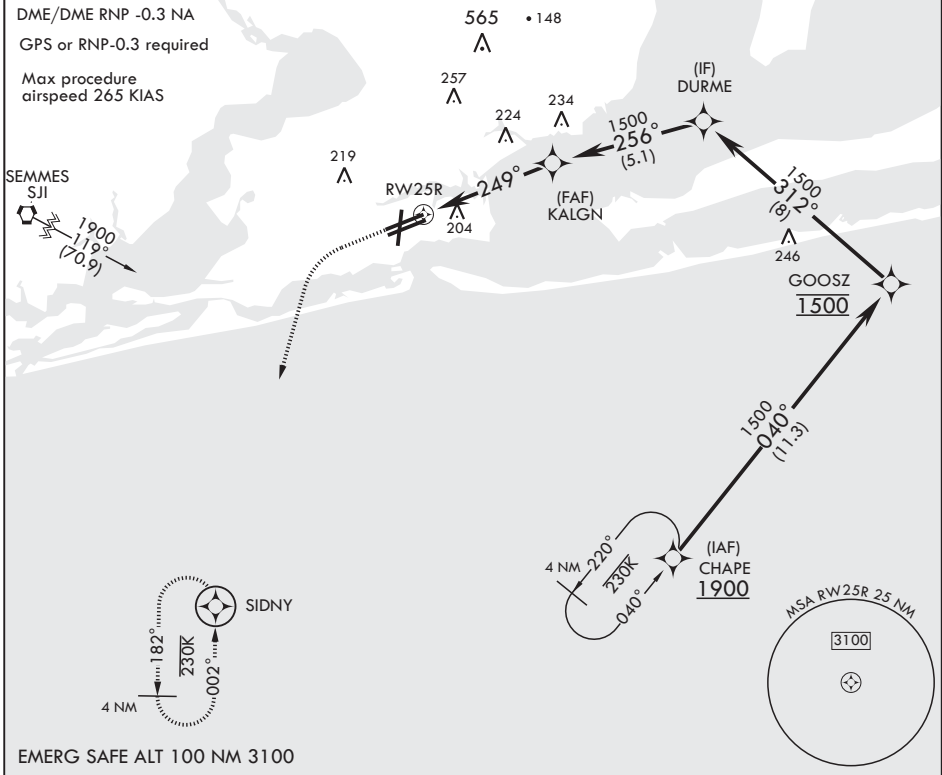 DME/DME RNP -0.3 NA
GPS or RNP-0.3 required
Max procedure
airspeed 265 KIAS
565
148
257
224
234
219
(IF)
DURME
1500
256°
(5.1)
SEMMES
SJI
1900
119°
(70.9)
RW25R
249°
(FAF)
KALGN
204
1500
312°
(8)
246
GOOSZ
1500
1500
040°
(11.3)
4 NM
220°
230K
040°
(IAF)
CHAPE
1900
SIDNY
182°
230K
002°
4 NM
MSA RW25R 25 NM
3100
EMERG SAFE ALT 100 NM 3100